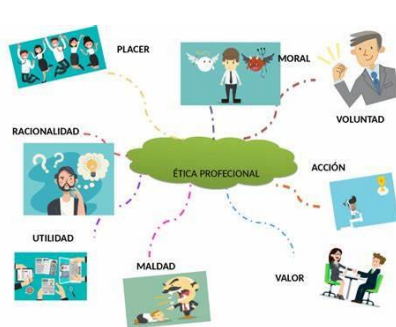 PLACER
MORAL
VOLUNTAD
RACIONALIDAD
ÉTICA PROFECIONAL
ACCIÓN
UTILIDAD
MALDAD
VALOR